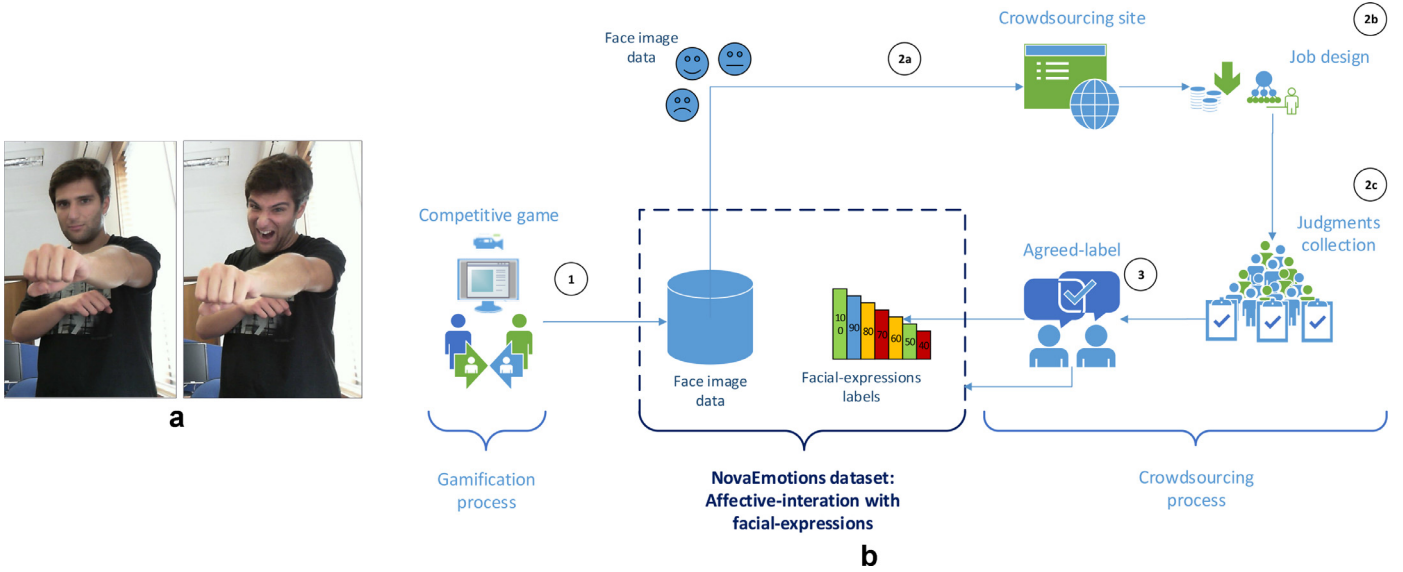 Face image
data
2a
Crowdsourcing site
2b
Job design
2c
Judgments
collection
Competitive game
1
Agreed-label
3
10
0
90
80
70
60
50
40
Face image
data
Facial-expressions
labels
a
Gamification
process
NovaEmotions dataset:
Affective-interation with
facial-expressions
Crowdsourcing
process
b